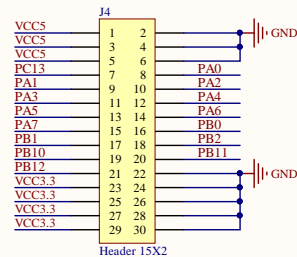 J4
VCC5 1 2 GND
VCC5 3 4
VCC5 5 6
PC13 7 8 PA0
PA1 9 10 PA2
PA3 11 12 PA4
PA5 13 14 PA6
PA7 15 16 PB0
PB1 17 18 PB2
PB10 19 20 PB11
PB12 21 22 GND
VCC3.3 23 24
VCC3.3 25 26
VCC3.3 27 28
VCC3.3 29 30
Header 15X2